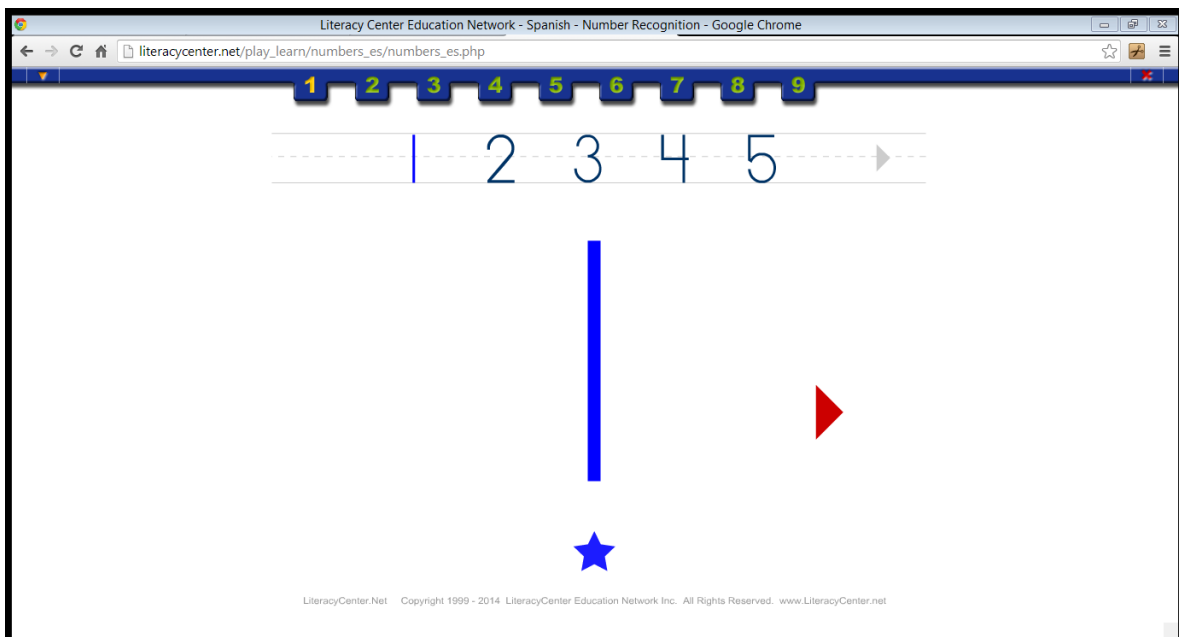 Literacy Center Education Network - Spanish - Number Recognition - Google Chrome
literacycenter.net/play_learn/numbers_es/numbers_es.php
1 2 3 4 5 6 7 8 9
1 2 3 4 5
LiteracyCenter.Net Copyright 1999 - 2014 LiteracyCenter Education Network Inc. All Rights Reserved. www.LiteracyCenter.net